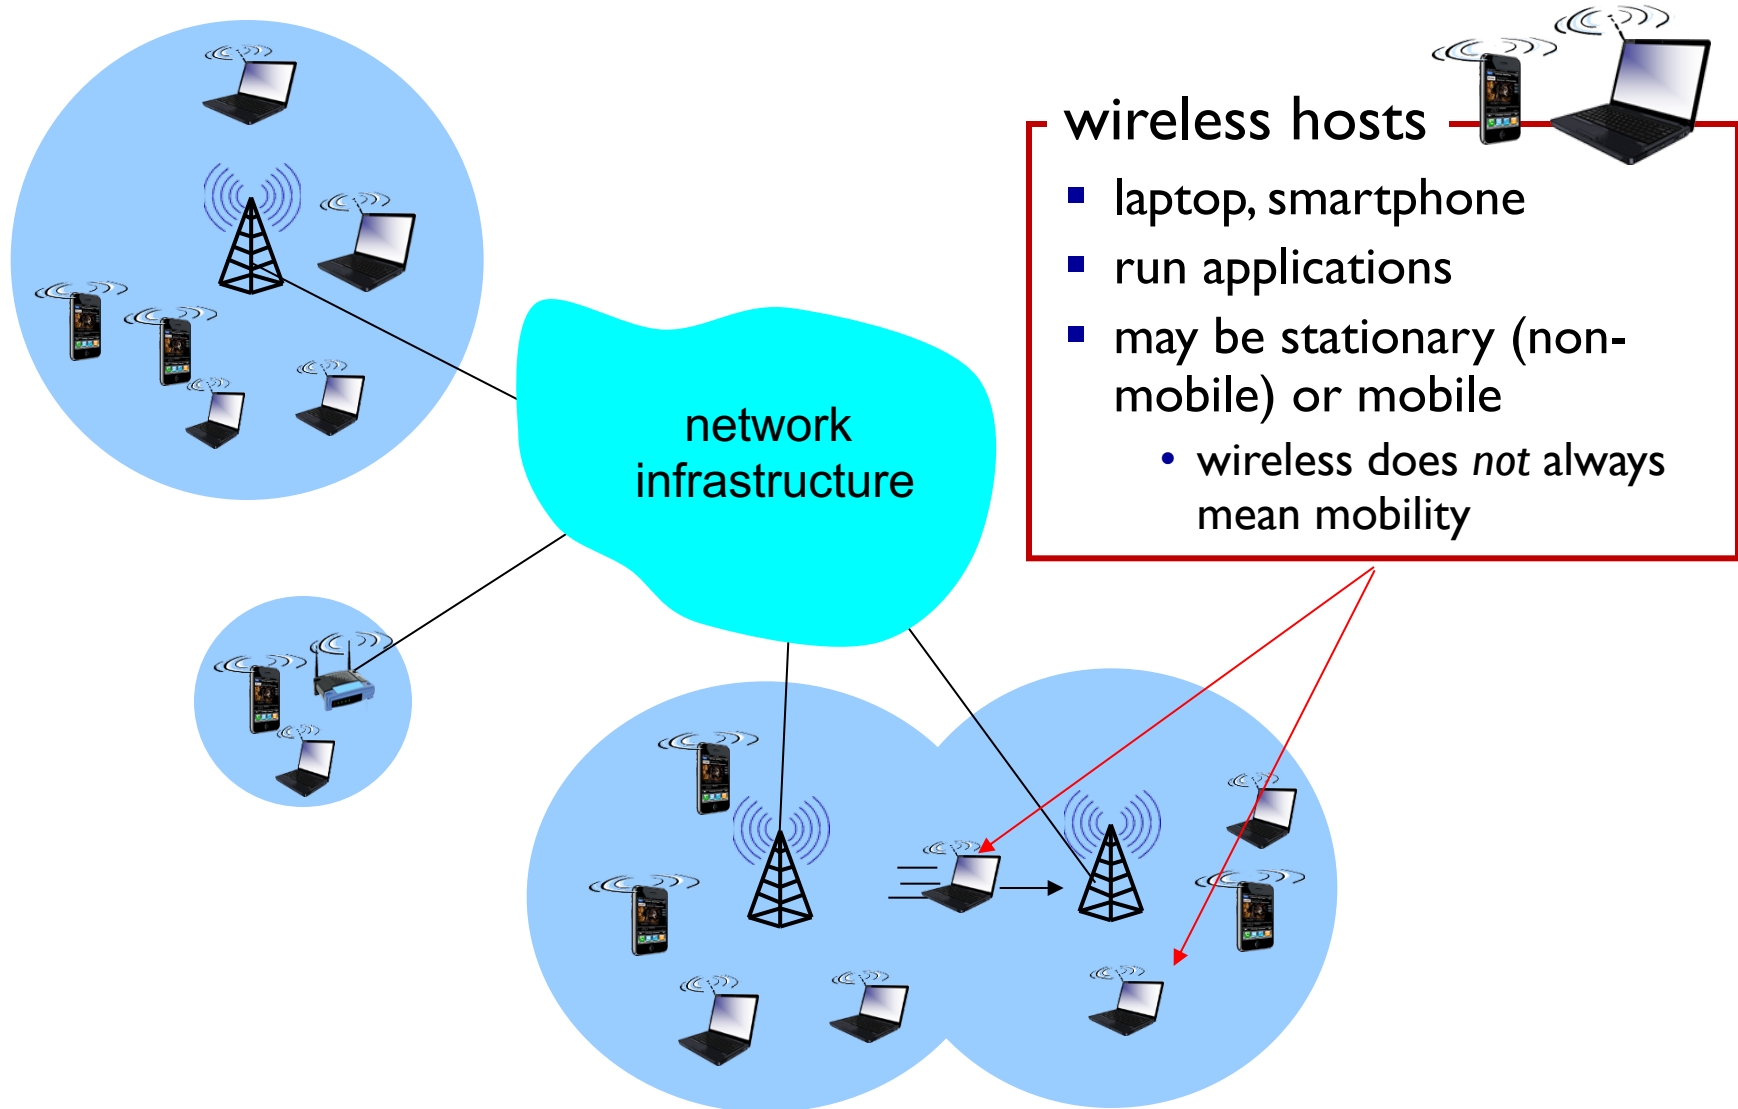 wireless hosts
▪ laptop, smartphone
▪ run applications
▪ may be stationary (non-
mobile) or mobile
• wireless does not always
mean mobility
network
infrastructure